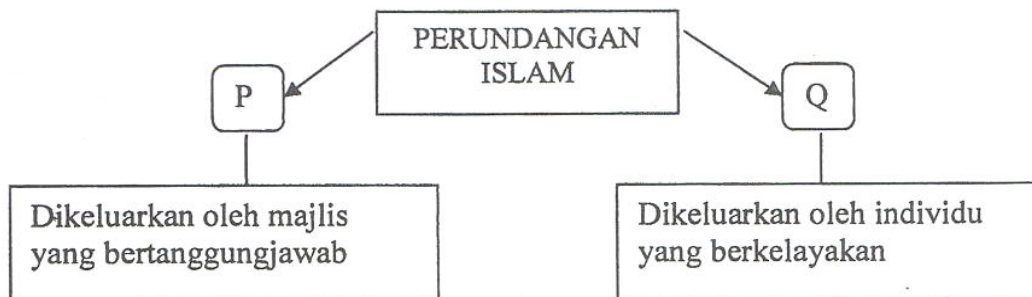 PERUNDANGAN
ISLAM
P
Q
Dikeluarkan oleh majlis
yang bertanggungjawab
Dikeluarkan oleh individu
yang berkelayakan